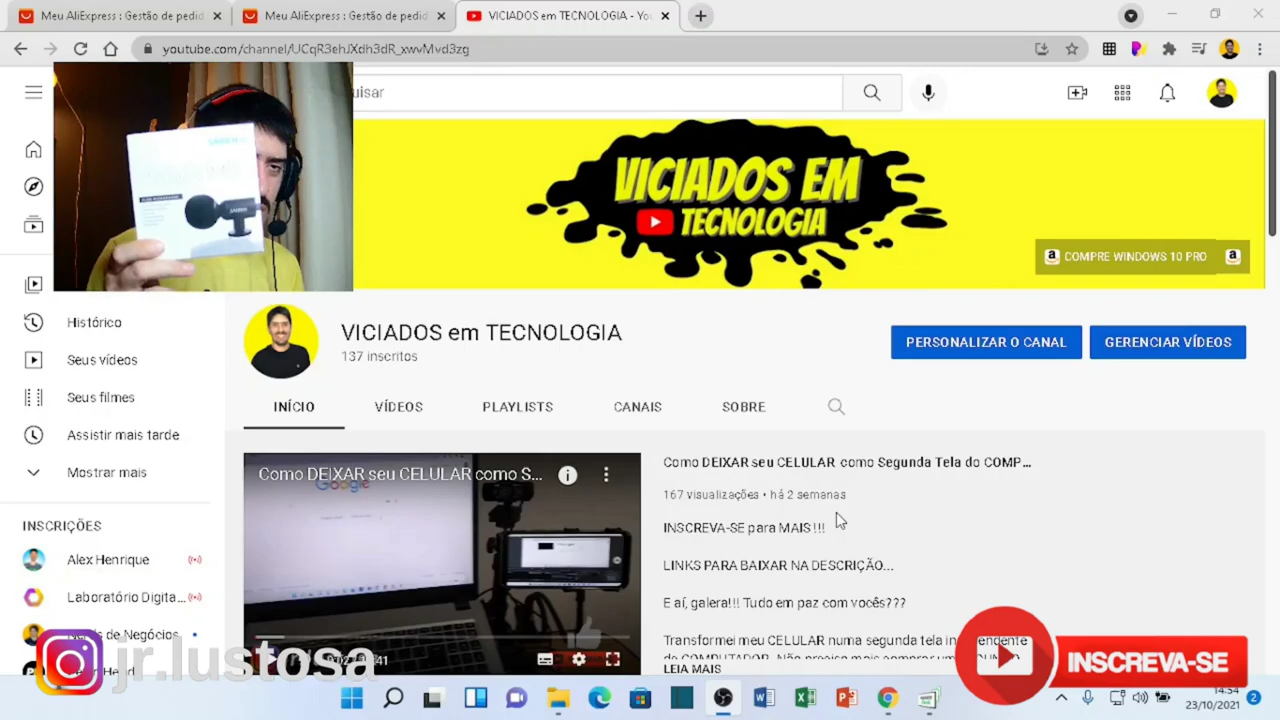 Meu AliExpress : Gestão de pedid
Meu AliExpress : Gestão de pedid
VICIADOS em TECNOLOGIA - Yo
youtube.com/channel/UCqR3ehJXdh3dR_xwvMvd3zg
uisar
VICIADOS EM
TECNOLOGIA
COMPRE WINDOWS 10 PRO
Histórico
Seus vídeos
Seus filmes
Assistir mais tarde
Mostrar mais
INSCRIÇÕES
Alex Henrique
Laboratório Digita...
VICIADOS em TECNOLOGIA
137 inscritos
PERSONALIZAR O CANAL
GERENCIAR VÍDEOS
INÍCIO
VÍDEOS
PLAYLISTS
CANAIS
SOBRE
Como DEIXAR seu CELULAR como S...
Google
Como DEIXAR seu CELULAR como Segunda Tela do COMP...
167 visualizações • há 2 semanas
INSCREVA-SE para MAIS !!!
LINKS PARA BAIXAR NA DESCRIÇÃO...
E aí, galera!!! Tudo em paz com vocês???
Transformei meu CELULAR numa segunda tela independente
LEIA MAIS
jr.lustosa
INSCREVA-SE
14:54
23/10/2021
2